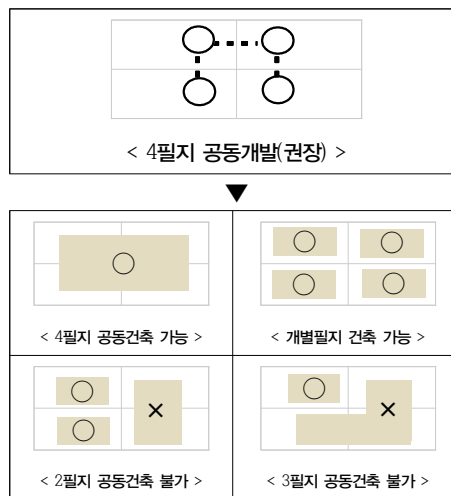 < 4필지 공동개발(권장) >
< 4필지 공동건축 가능 >
< 개별필지 건축 가능 >
< 2필지 공동건축 불가 >
< 3필지 공동건축 불가 >